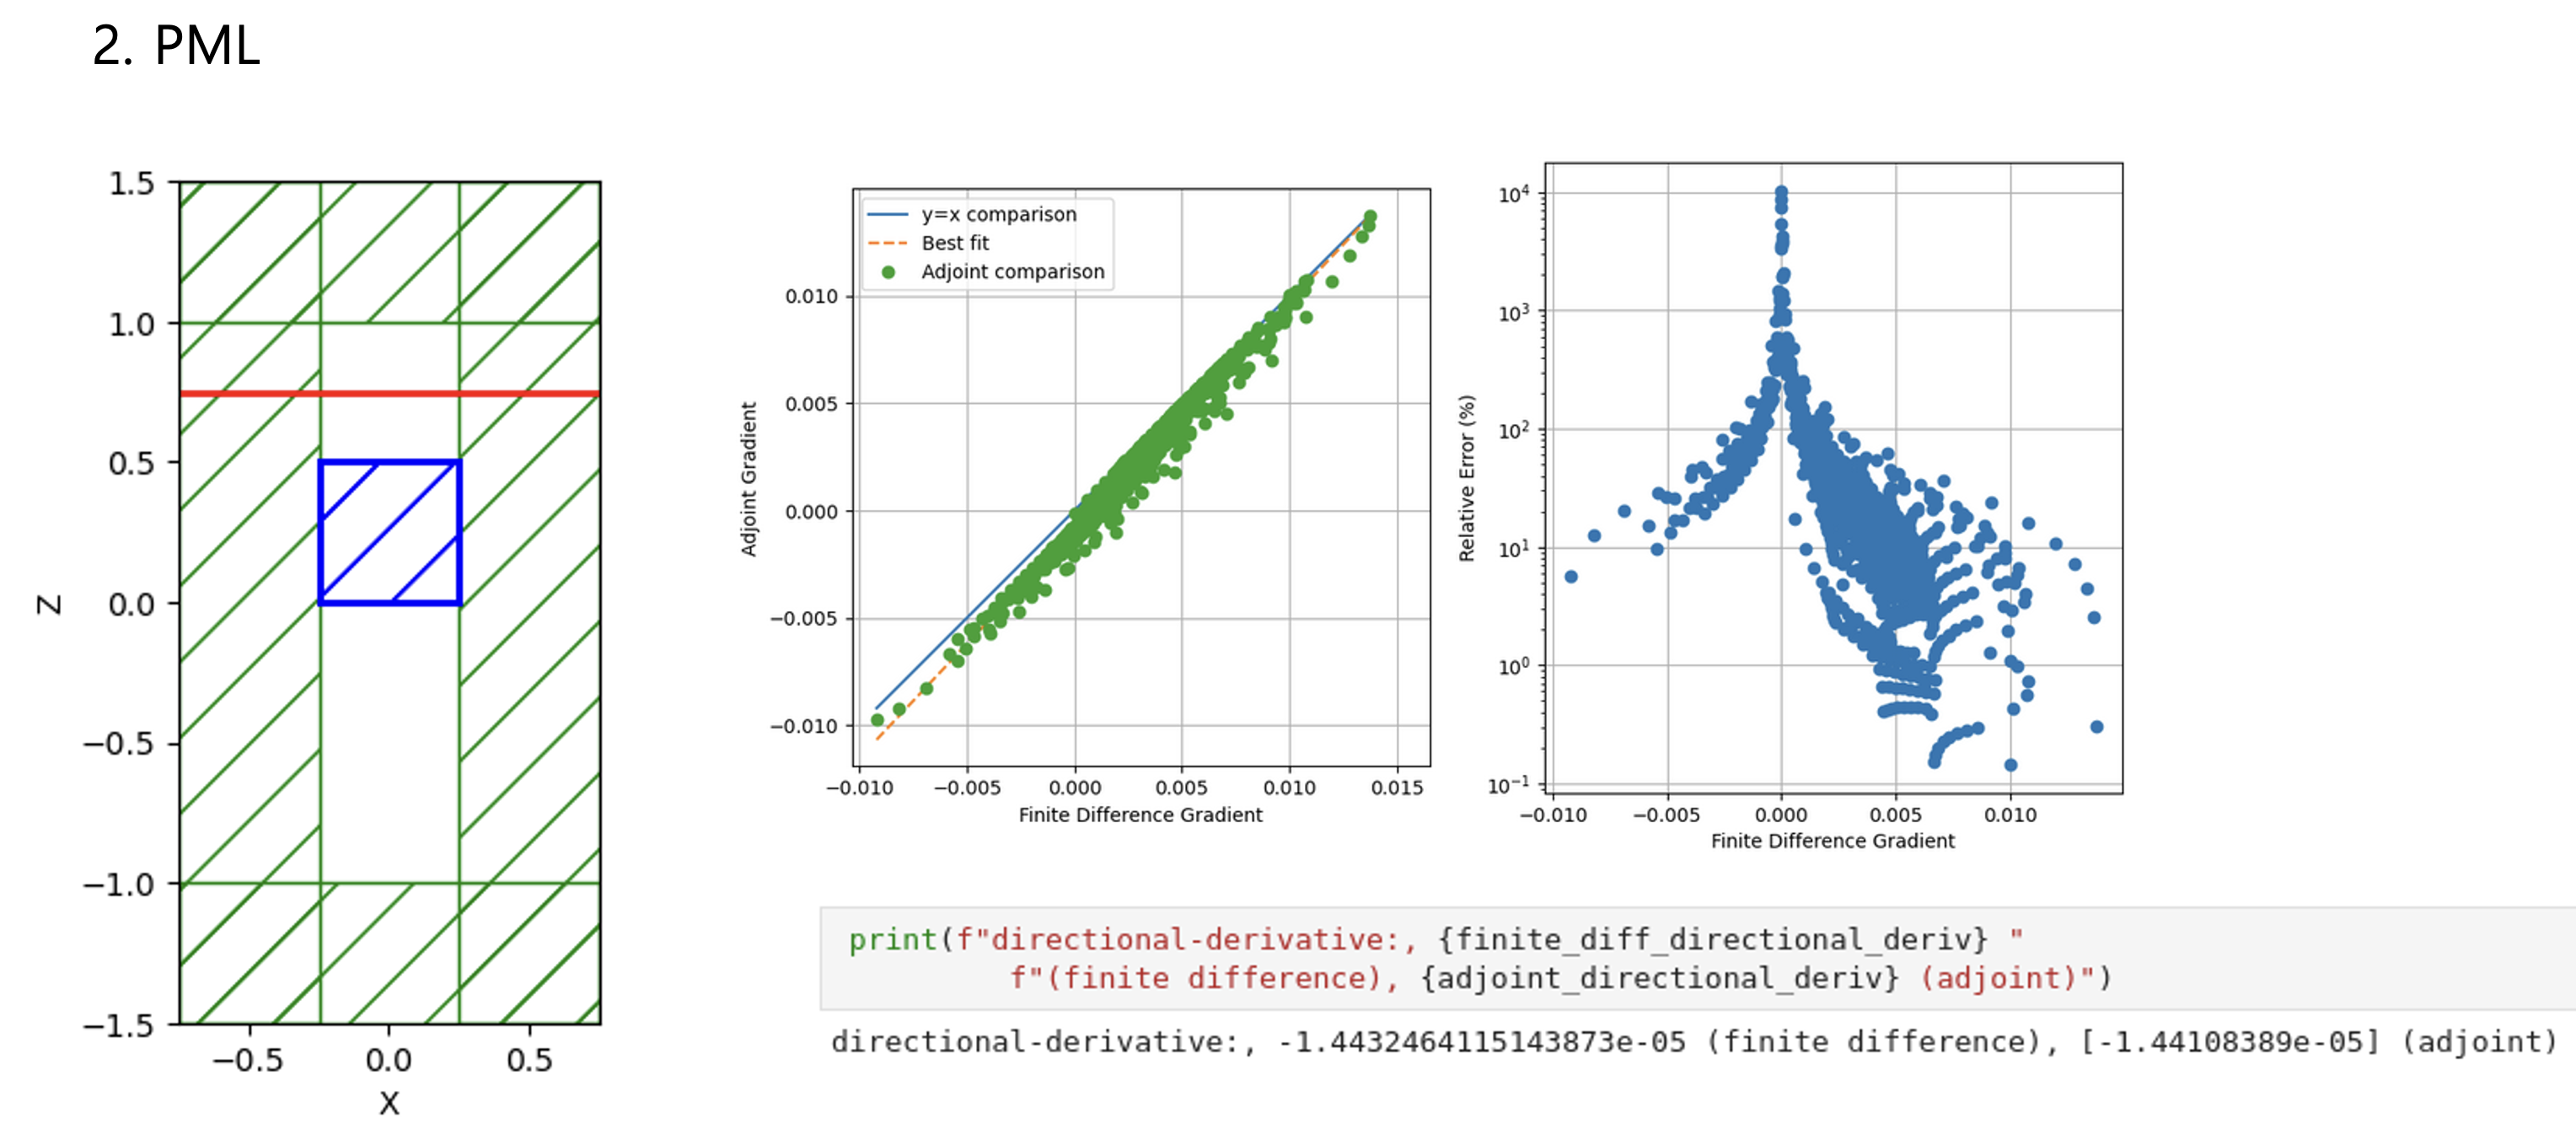 2. PML
1.5
1.0
0.5
0.0
−0.5
−1.0
−1.5
Z
−0.5 0.0 0.5
X
y=x comparison
Best fit
Adjoint comparison
0.010
0.005
0.000
−0.005
−0.010
Adjoint Gradient
−0.010 −0.005 0.000 0.005 0.010 0.015
Finite Difference Gradient
10⁴
10³
10²
10¹
10⁰
10⁻¹
Relative Error (%)
−0.010 −0.005 0.000 0.005 0.010
Finite Difference Gradient
print(f"directional-derivative:, {finite_diff_directional_deriv} "
f"(finite difference), {adjoint_directional_deriv} (adjoint)")
directional-derivative:, -1.4432464115143873e-05 (finite difference), [-1.44108389e-05] (adjoint)